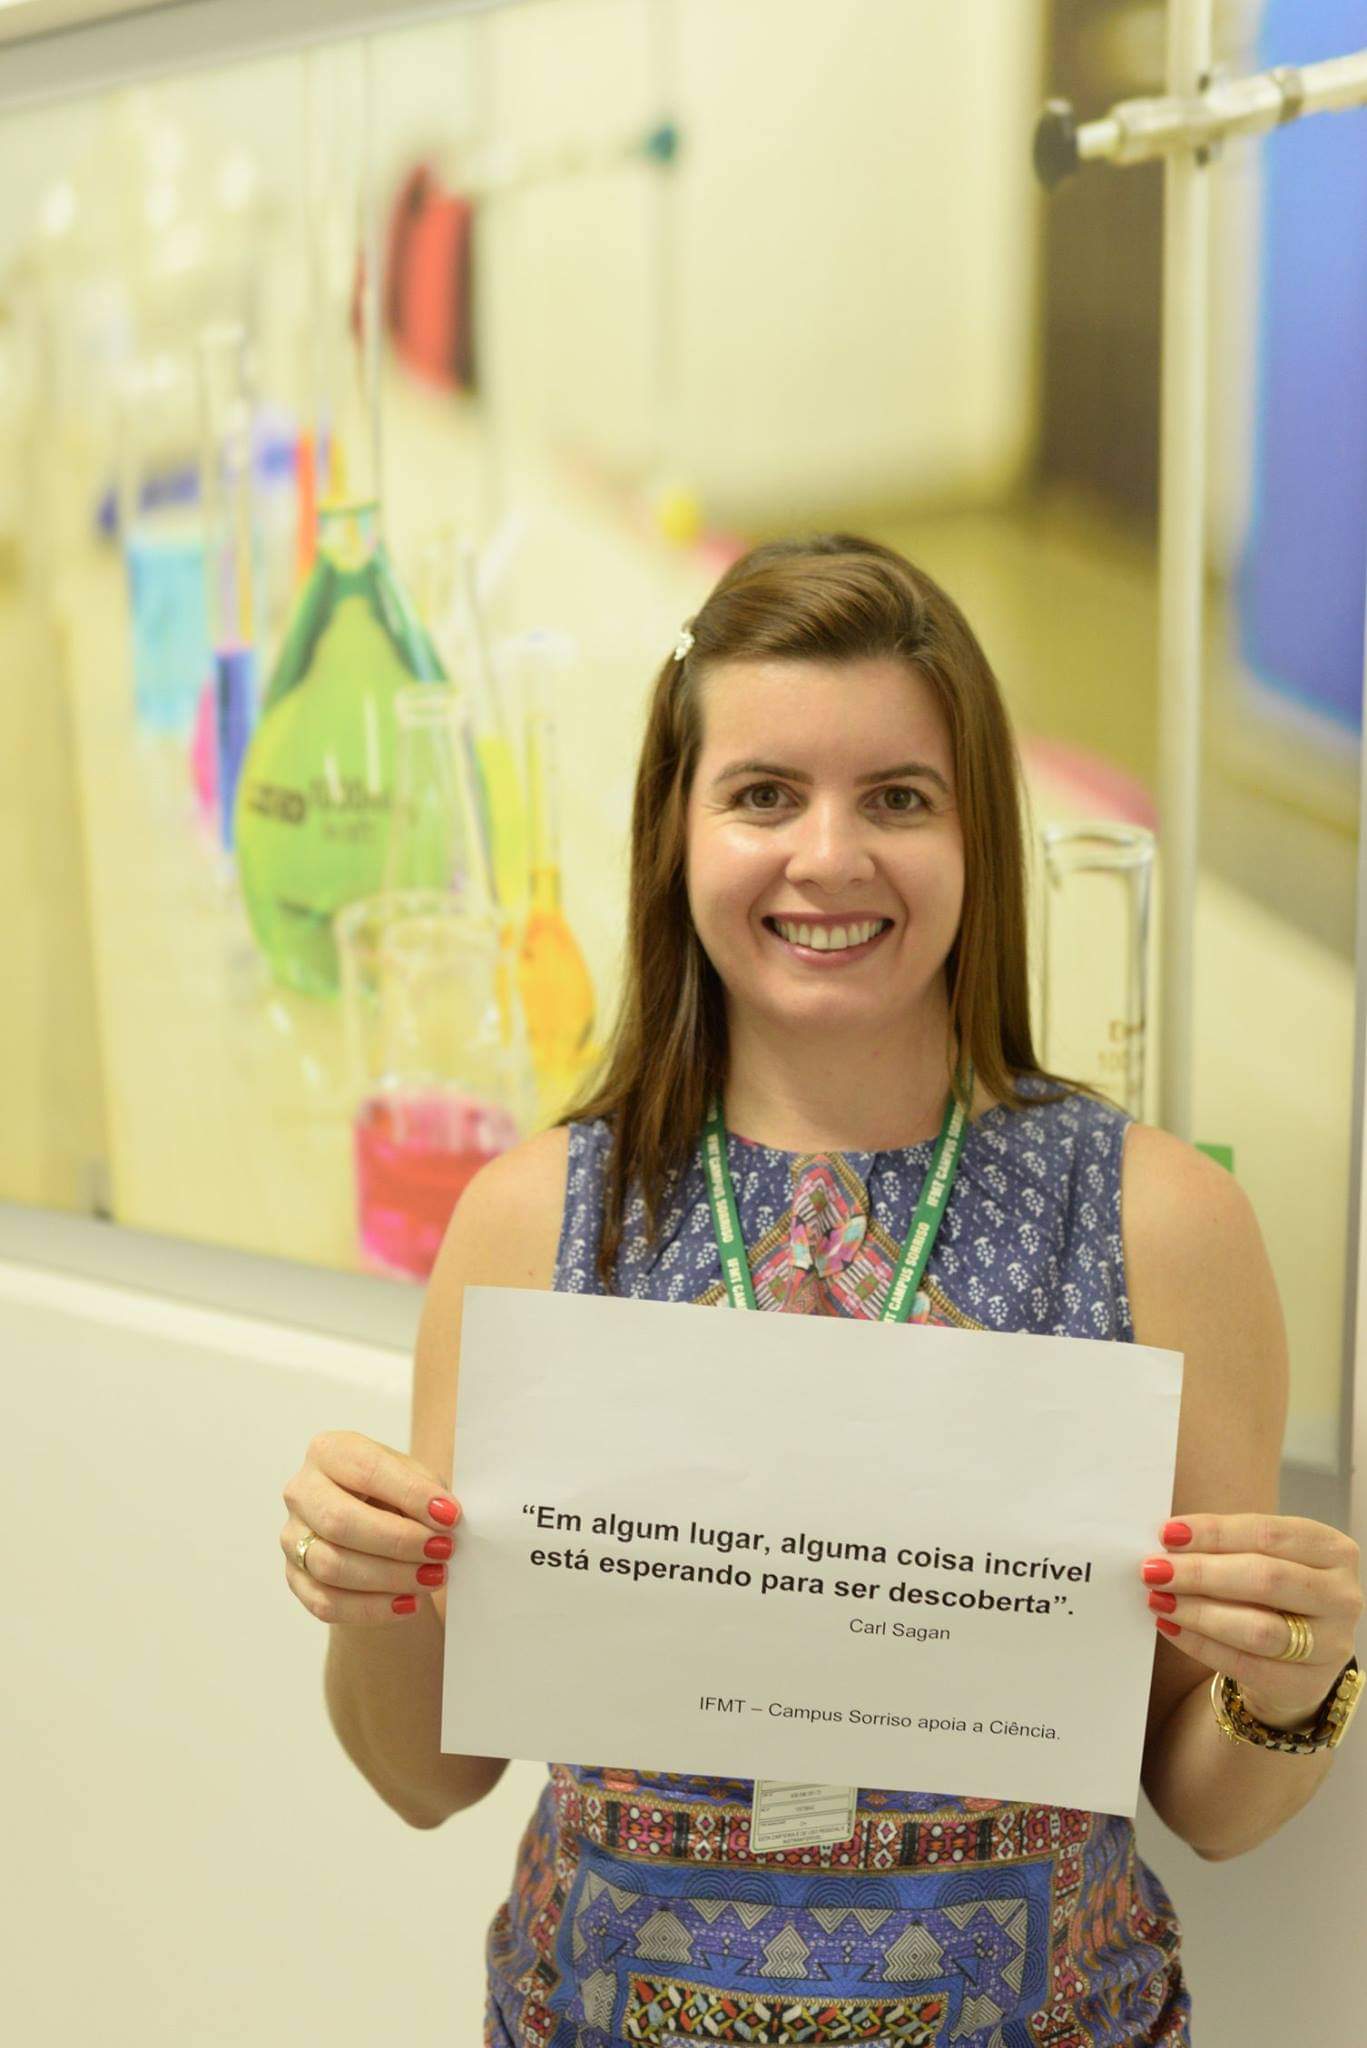 IFMT CAMPUS SORRISO
IFMT CAMPUS SORRISO
“Em algum lugar, alguma coisa incrível
está esperando para ser descoberta”.
Carl Sagan
IFMT – Campus Sorriso apoia a Ciência.